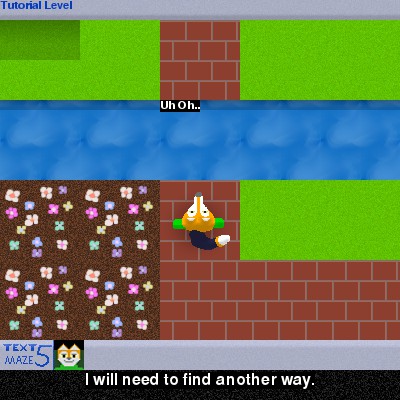 Tutorial Level
Uh Oh..
TEXT
MAZE 5
I will need to find another way.